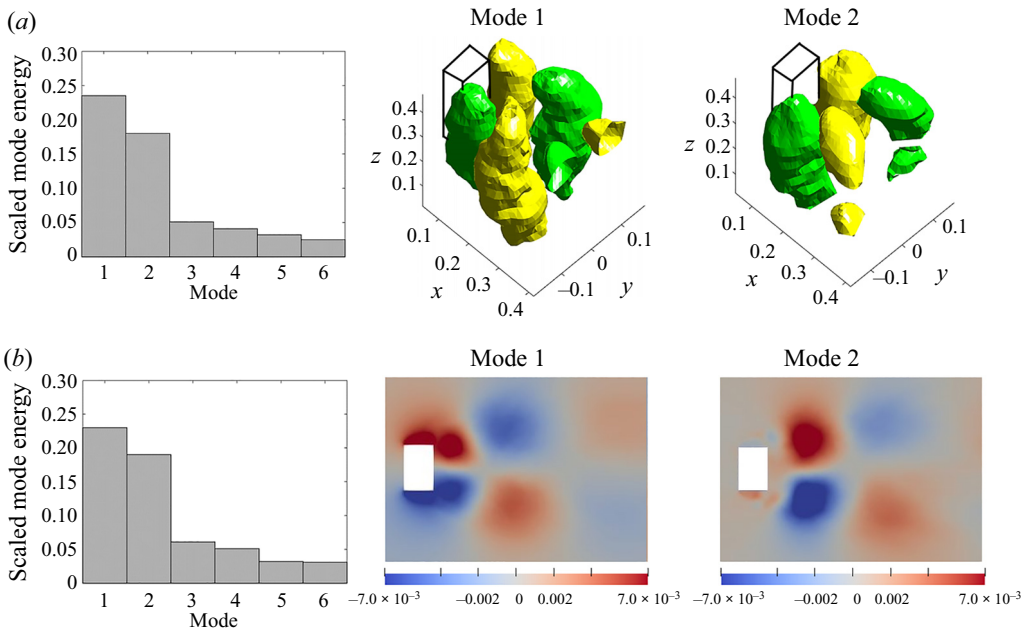 (a)
Mode 1
Mode 2
Scaled mode energy
0.30
0.25
0.20
0.15
0.10
0.05
0
1 2 3 4 5 6
Mode
z
0.4
0.3
0.2
0.1
0.1
0.2
0.3
0.4
x
–0.1
0
0.1
y
z
0.4
0.3
0.2
0.1
0.1
0.2
0.3
0.4
x
–0.1
0
0.1
y
(b)
Mode 1
Mode 2
Scaled mode energy
0.30
0.25
0.20
0.15
0.10
0.05
0
1 2 3 4 5 6
Mode
–7.0 × 10⁻³ –0.002 0 0.002 7.0 × 10⁻³
–7.0 × 10⁻³ –0.002 0 0.002 7.0 × 10⁻³